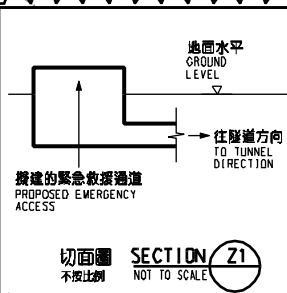 地面水平
GROUND
LEVEL
往隧道方向
TO TUNNEL
DIRECTION
擬建的緊急救援通道
PROPOSED EMERGENCY
ACCESS
切面圖 SECTION Z1
不按比例 NOT TO SCALE